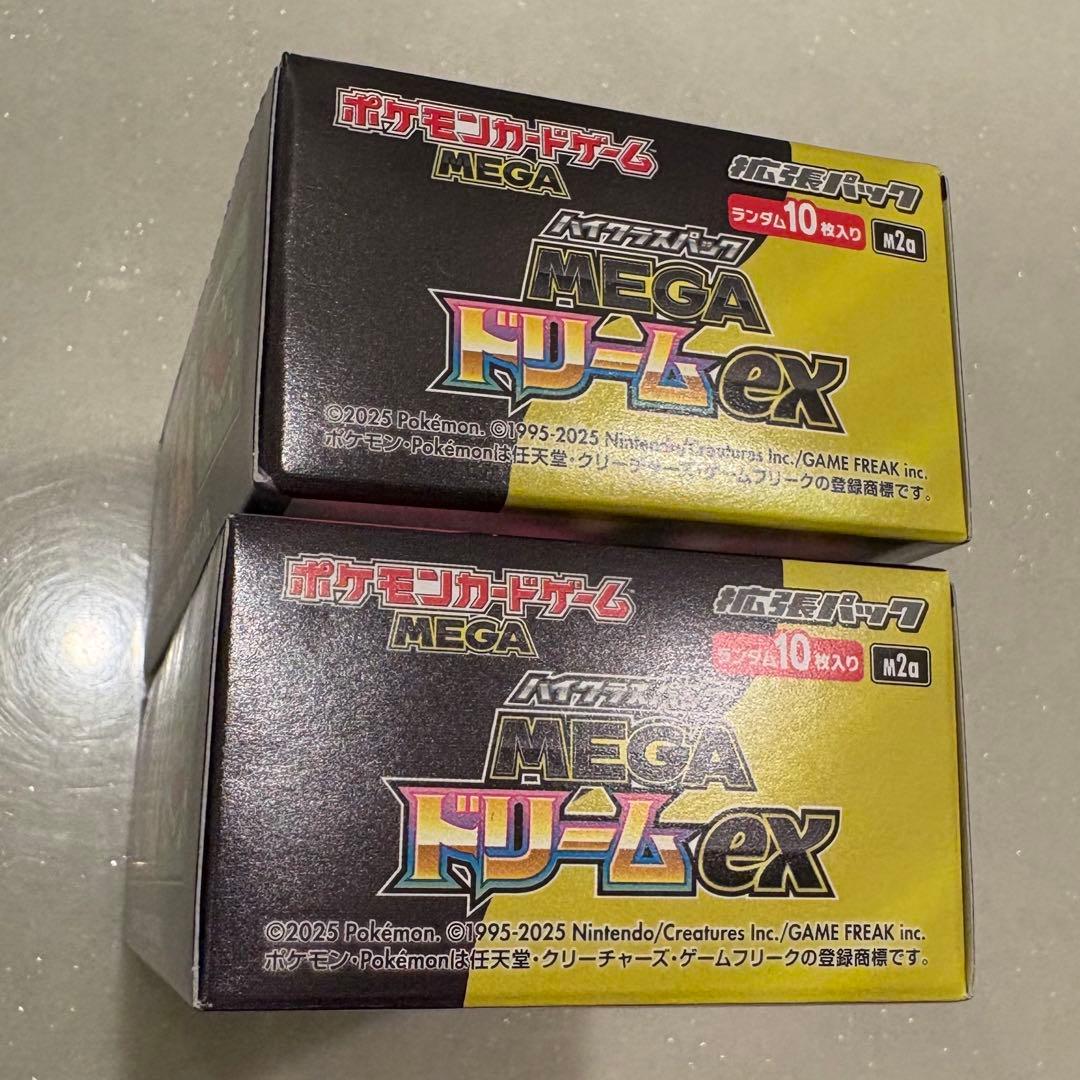 ポケモンカードゲーム
MEGA
拡張パック
ランダム10枚入り
M2a
ハイクラスパック
MEGA
ドリームex
©2025 Pokémon. ©1995-2025 Nintendo/Creatures Inc./GAME FREAK inc.
ポケモン・Pokémonは任天堂・クリーチャーズ・ゲームフリークの登録商標です。
ポケモンカードゲーム
MEGA
拡張パック
ランダム10枚入り
M2a
ハイクラスパック
MEGA
ドリームex
©2025 Pokémon. ©1995-2025 Nintendo/Creatures Inc./GAME FREAK inc.
ポケモン・Pokémonは任天堂・クリーチャーズ・ゲームフリークの登録商標です。